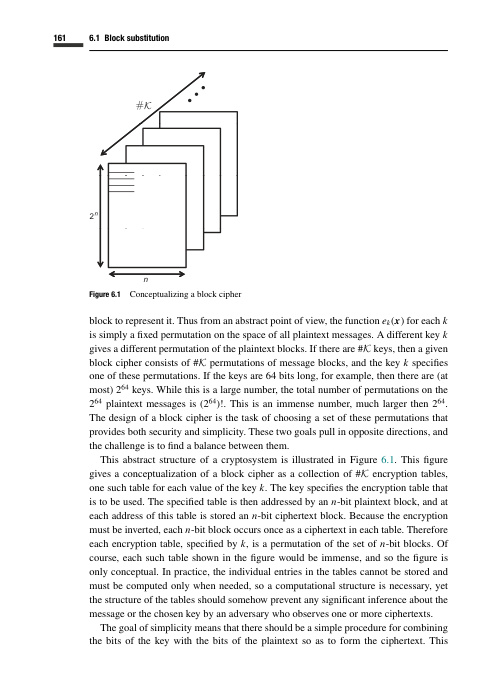 161 6.1 Block substitution
#𝒦
2ⁿ
n
Figure 6.1 Conceptualizing a block cipher
block to represent it. Thus from an abstract point of view, the function eₖ(x) for each k
is simply a fixed permutation on the space of all plaintext messages. A different key k
gives a different permutation of the plaintext blocks. If there are #𝒦 keys, then a given
block cipher consists of #𝒦 permutations of message blocks, and the key k specifies
one of these permutations. If the keys are 64 bits long, for example, then there are (at
most) 2⁶⁴ keys. While this is a large number, the total number of permutations on the
2⁶⁴ plaintext messages is (2⁶⁴)!. This is an immense number, much larger then 2⁶⁴.
The design of a block cipher is the task of choosing a set of these permutations that
provides both security and simplicity. These two goals pull in opposite directions, and
the challenge is to find a balance between them.
This abstract structure of a cryptosystem is illustrated in Figure 6.1. This figure
gives a conceptualization of a block cipher as a collection of #𝒦 encryption tables,
one such table for each value of the key k. The key specifies the encryption table that
is to be used. The specified table is then addressed by an n-bit plaintext block, and at
each address of this table is stored an n-bit ciphertext block. Because the encryption
must be inverted, each n-bit block occurs once as a ciphertext in each table. Therefore
each encryption table, specified by k, is a permutation of the set of n-bit blocks. Of
course, each such table shown in the figure would be immense, and so the figure is
only conceptual. In practice, the individual entries in the tables cannot be stored and
must be computed only when needed, so a computational structure is necessary, yet
the structure of the tables should somehow prevent any significant inference about the
message or the chosen key by an adversary who observes one or more ciphertexts.
The goal of simplicity means that there should be a simple procedure for combining
the bits of the key with the bits of the plaintext so as to form the ciphertext. This